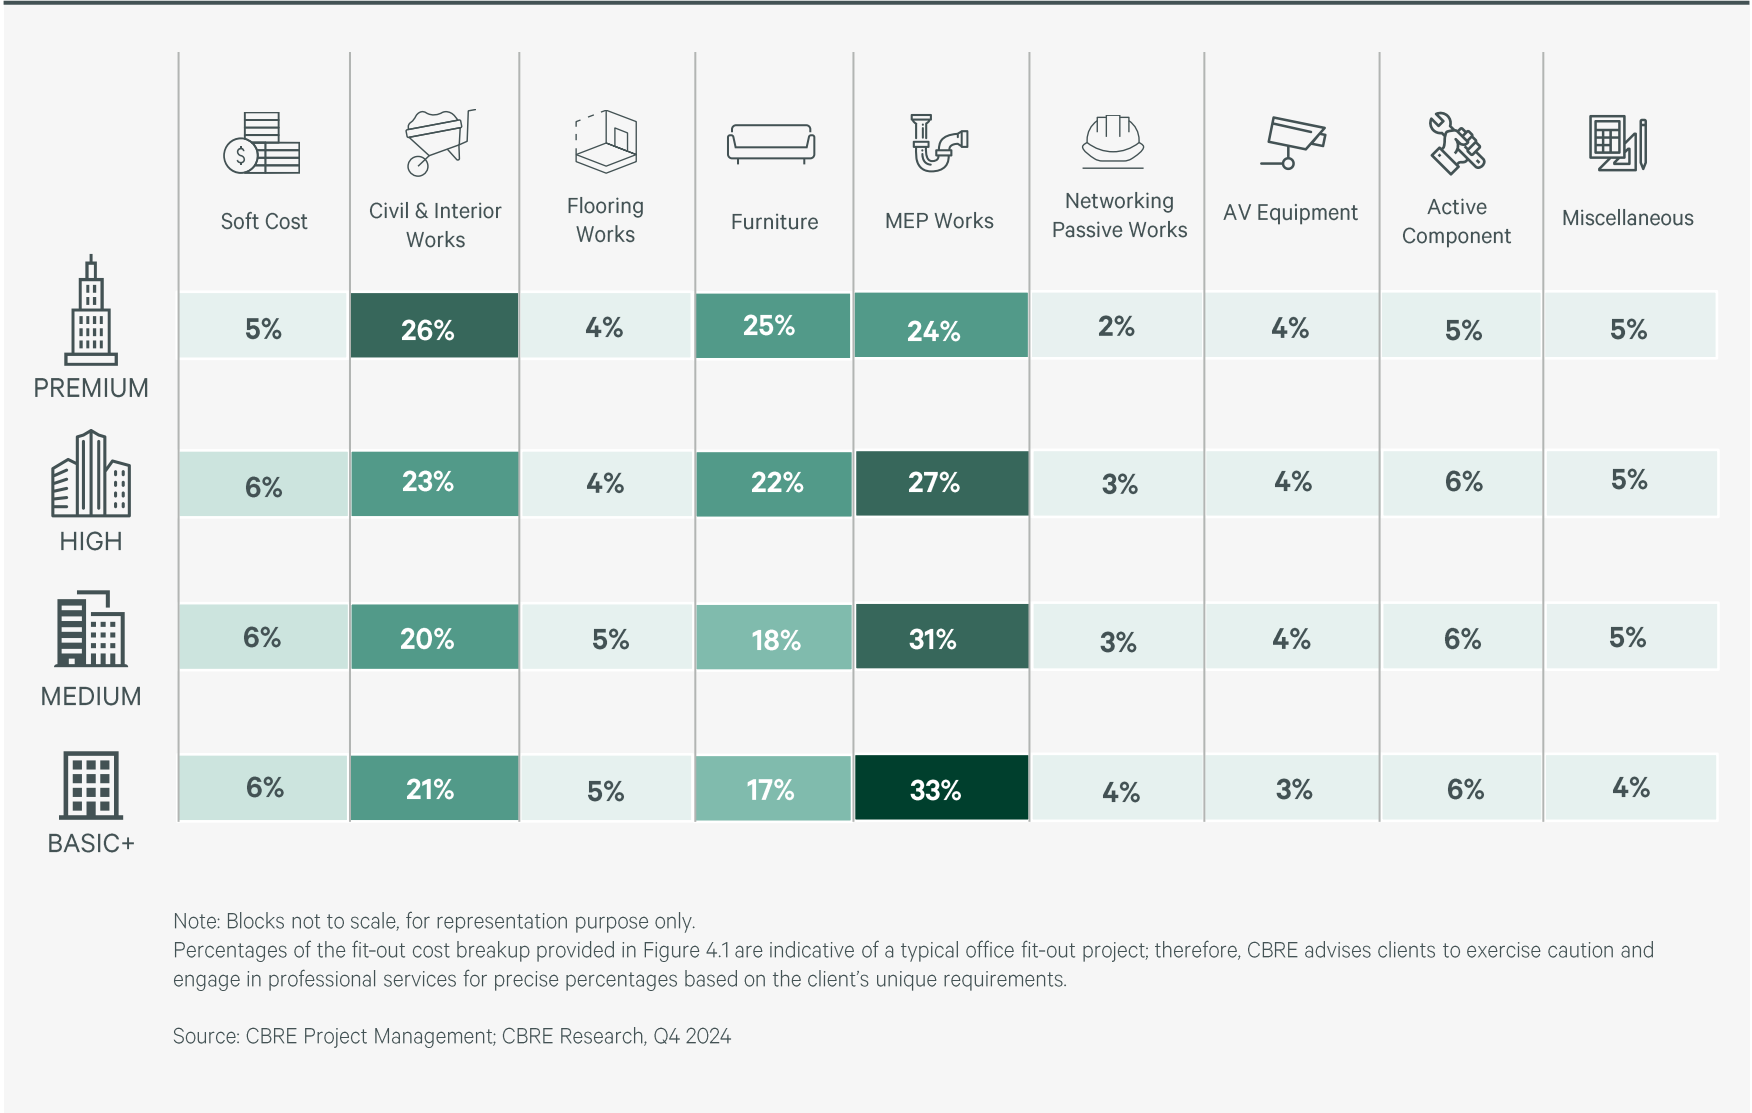 Soft Cost
Civil & Interior
Works
Flooring
Works
Furniture
MEP Works
Networking
Passive Works
AV Equipment
Active
Component
Miscellaneous
PREMIUM
5% 26% 4% 25% 24% 2% 4% 5% 5%
HIGH
6% 23% 4% 22% 27% 3% 4% 6% 5%
MEDIUM
6% 20% 5% 18% 31% 3% 4% 6% 5%
BASIC+
6% 21% 5% 17% 33% 4% 3% 6% 4%
Note: Blocks not to scale, for representation purpose only.
Percentages of the fit-out cost breakup provided in Figure 4.1 are indicative of a typical office fit-out project; therefore, CBRE advises clients to exercise caution and
engage in professional services for precise percentages based on the client’s unique requirements.
Source: CBRE Project Management; CBRE Research, Q4 2024